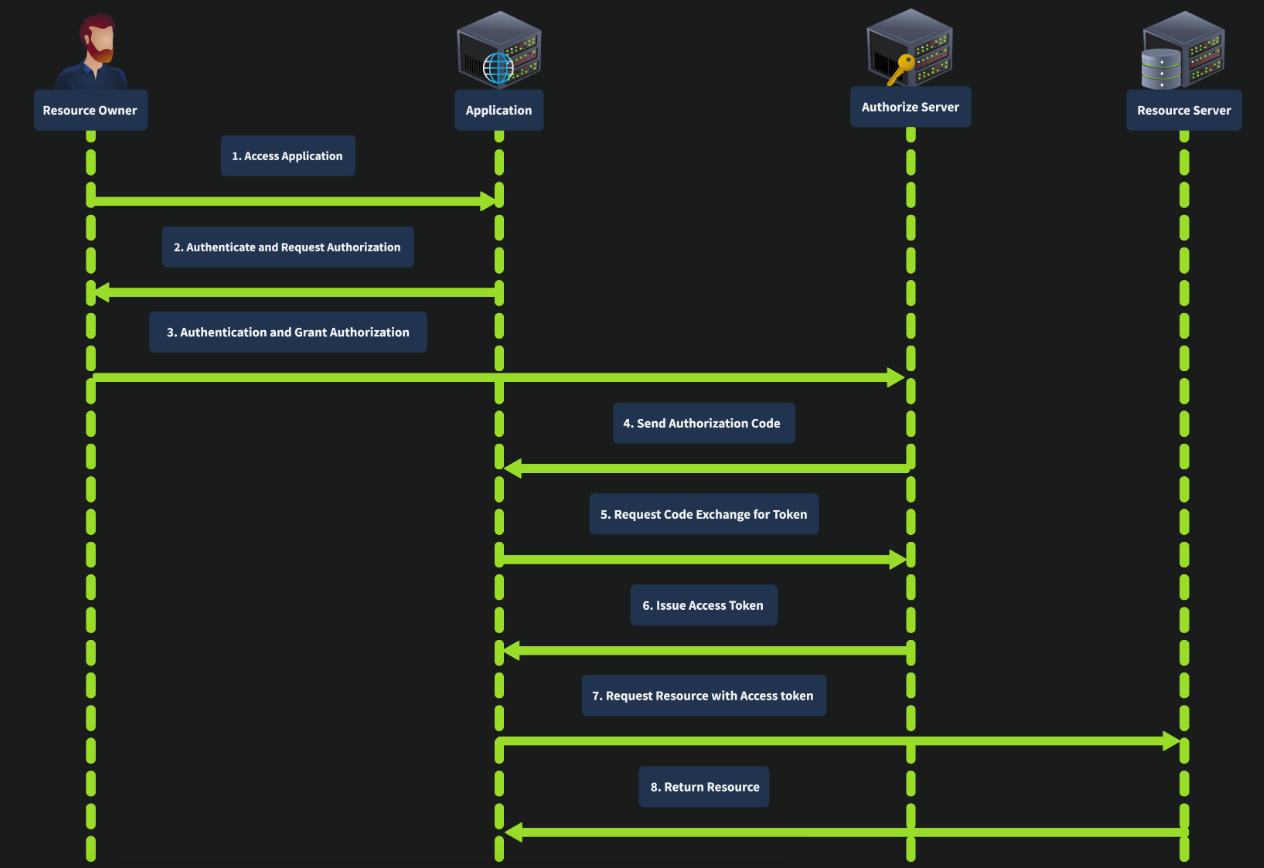 Resource Owner
Application
Authorize Server
Resource Server
1. Access Application
2. Authenticate and Request Authorization
3. Authentication and Grant Authorization
4. Send Authorization Code
5. Request Code Exchange for Token
6. Issue Access Token
7. Request Resource with Access token
8. Return Resource